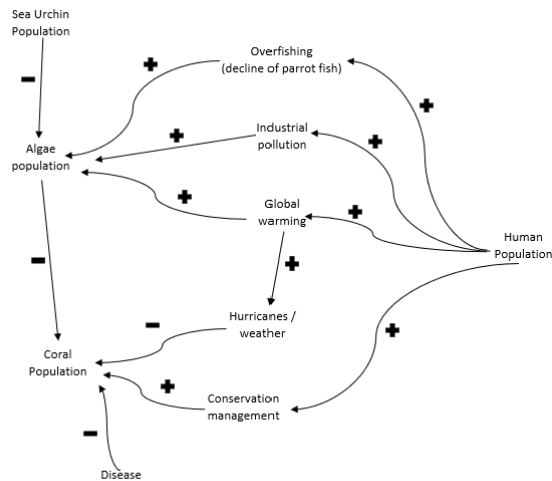 Sea Urchin
Population
Overfishing
(decline of parrot fish)
Industrial
pollution
Algae
population
Global
warming
Human
Population
Hurricanes /
weather
Coral
Population
Conservation
management
Disease